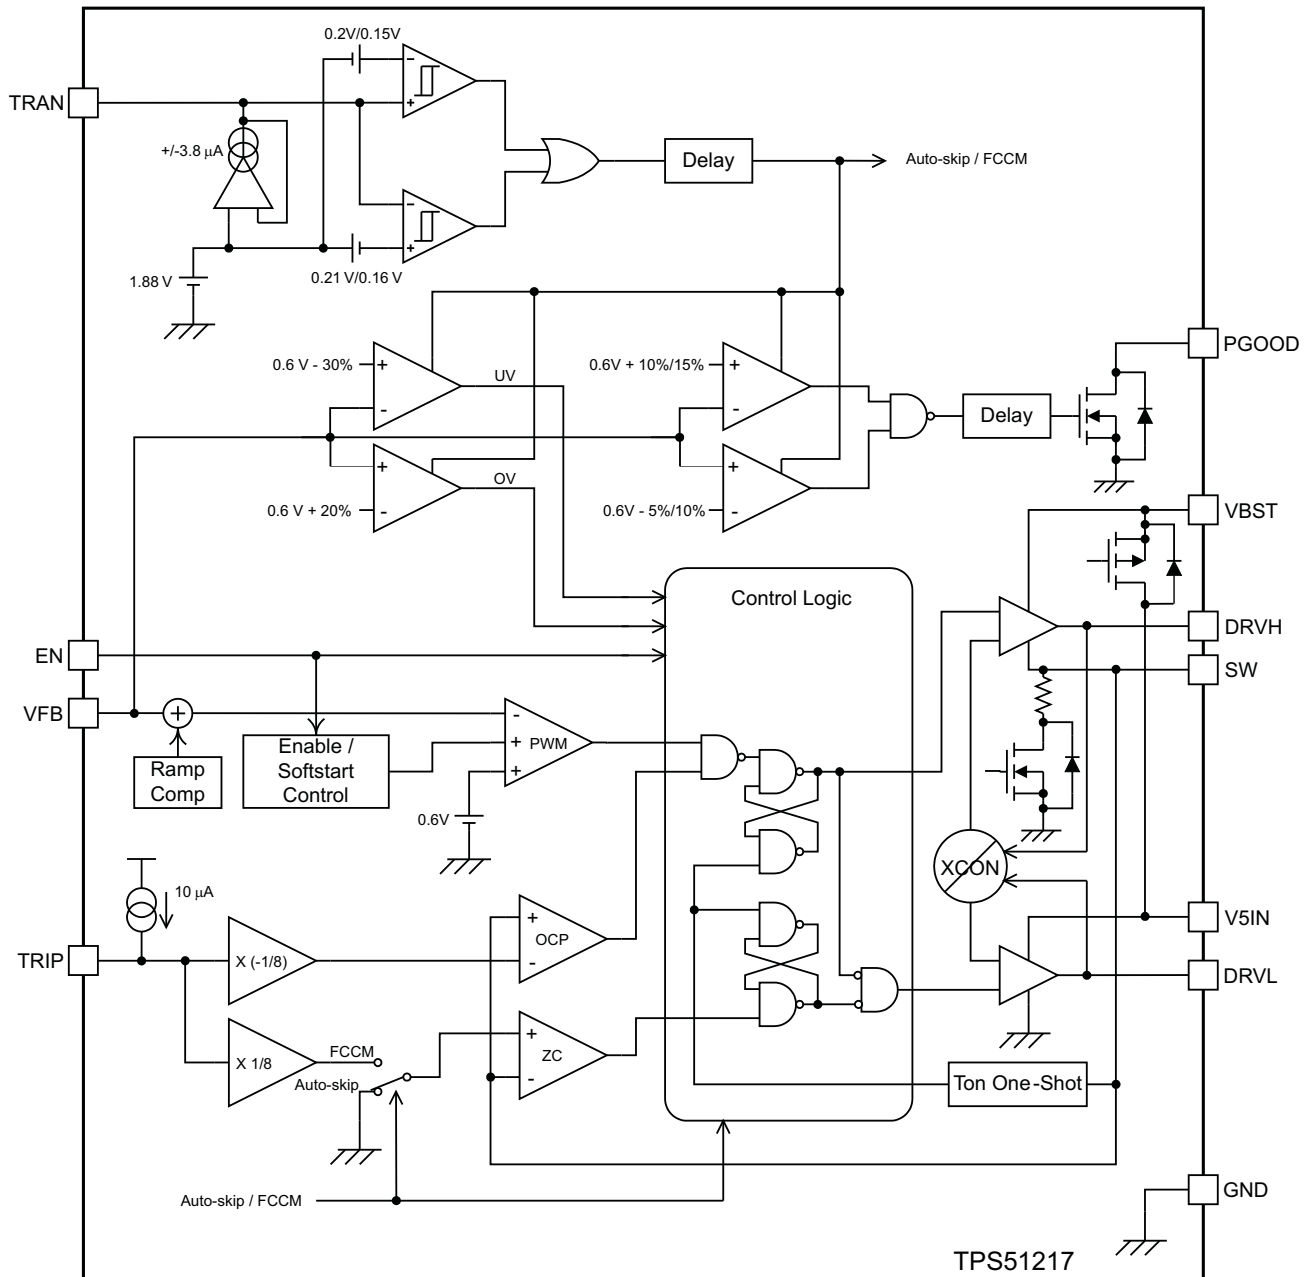 0.2V/0.15V
-
+
TRAN
+/-3.8 µA
Delay
Auto-skip / FCCM
-
+
1.88 V
0.21 V/0.16 V
PGOOD
0.6 V - 30%
+
UV
-
0.6V + 10%/15%
+
-
Delay
+
OV
0.6 V + 20%
-
+
0.6V - 5%/10%
-
VBST
Control Logic
DRVH
EN
SW
VFB
+
-
+
+
PWM
Enable /
Softstart
Control
Ramp
Comp
0.6V
XCON
10 µA
TRIP
X (-1/8)
+
OCP
-
V5IN
DRVL
X 1/8
FCCM
Auto-skip
+
ZC
-
Ton One-Shot
Auto-skip / FCCM
GND
TPS51217